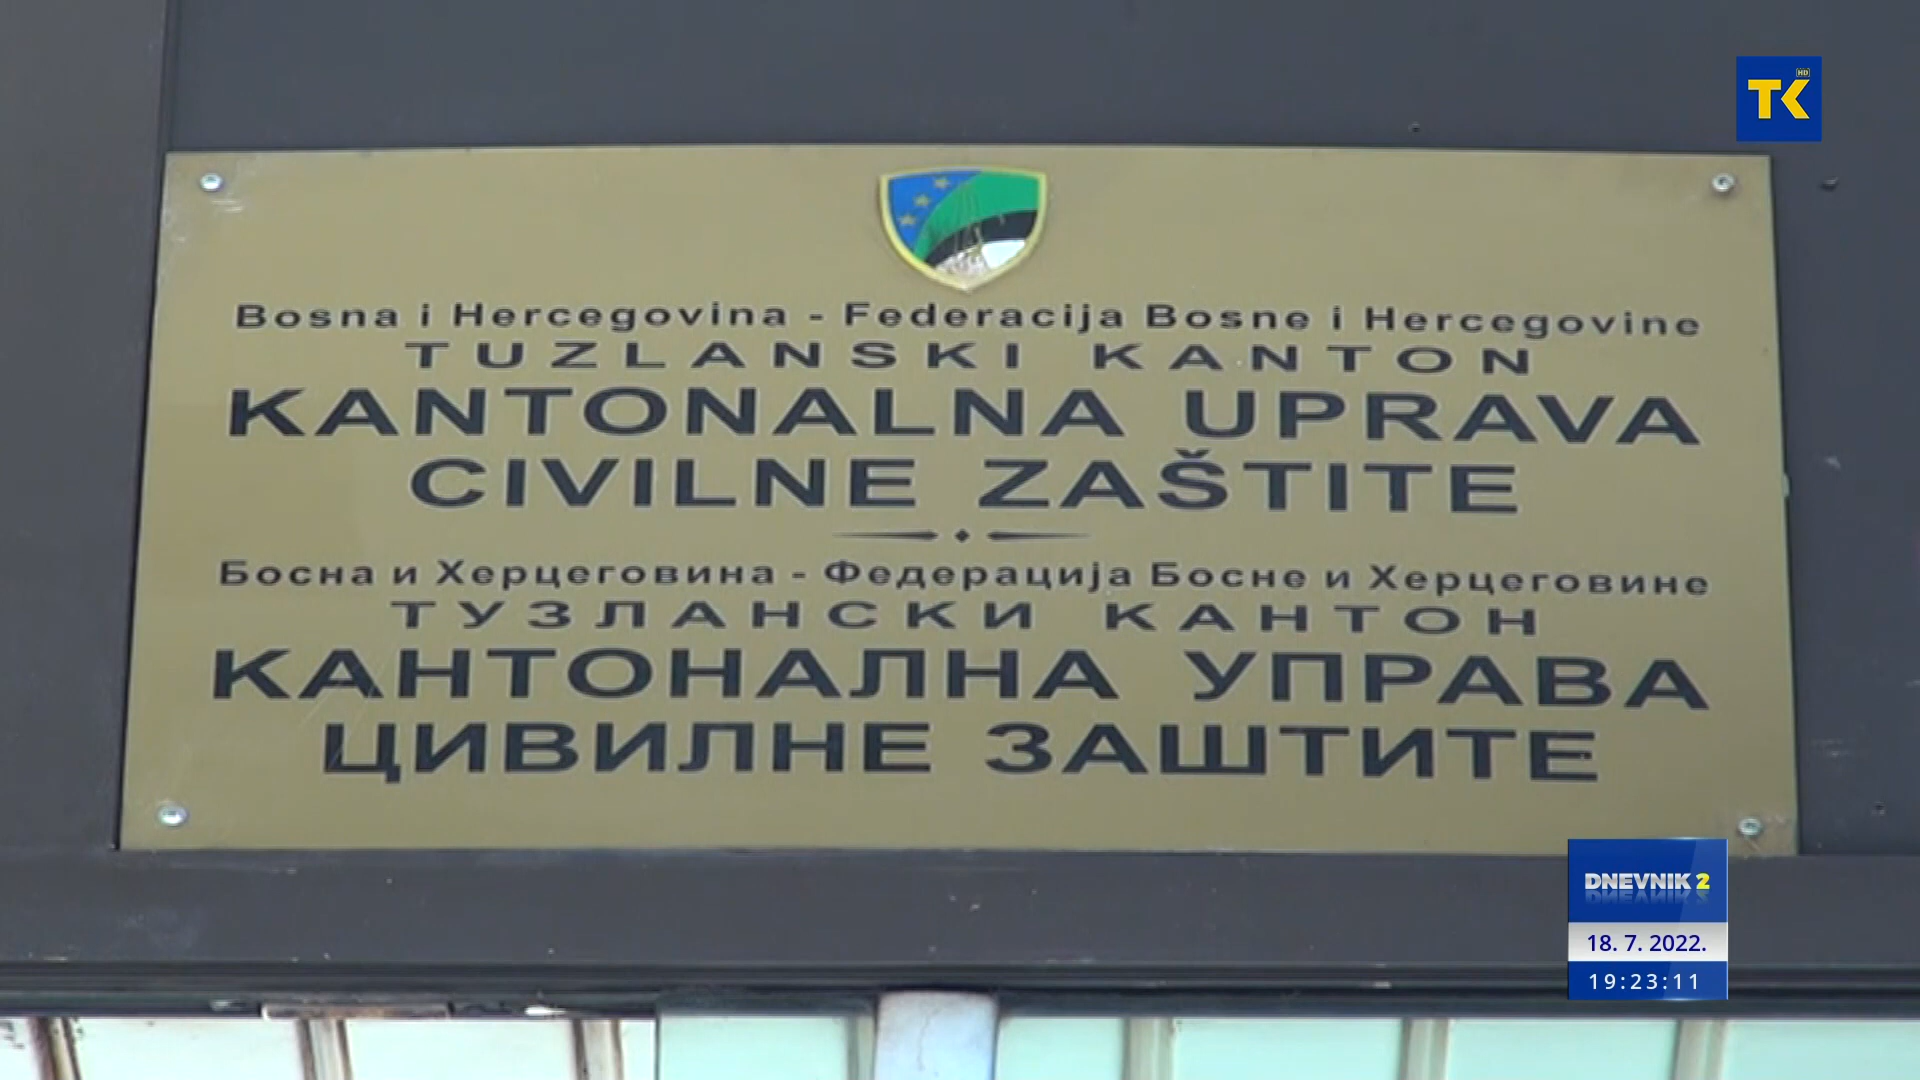 TK HD
Bosna i Hercegovina - Federacija Bosne i Hercegovine
TUZLANSKI KANTON
KANTONALNA UPRAVA
CIVILNE ZAŠTITE
Босна и Херцеговина - Федерација Босне и Херцеговине
ТУЗЛАНСКИ КАНТОН
КАНТОНАЛНА УПРАВА
ЦИВИЛНЕ ЗАШТИТЕ
DNEVNIK 2
18. 7. 2022.
19:23:11